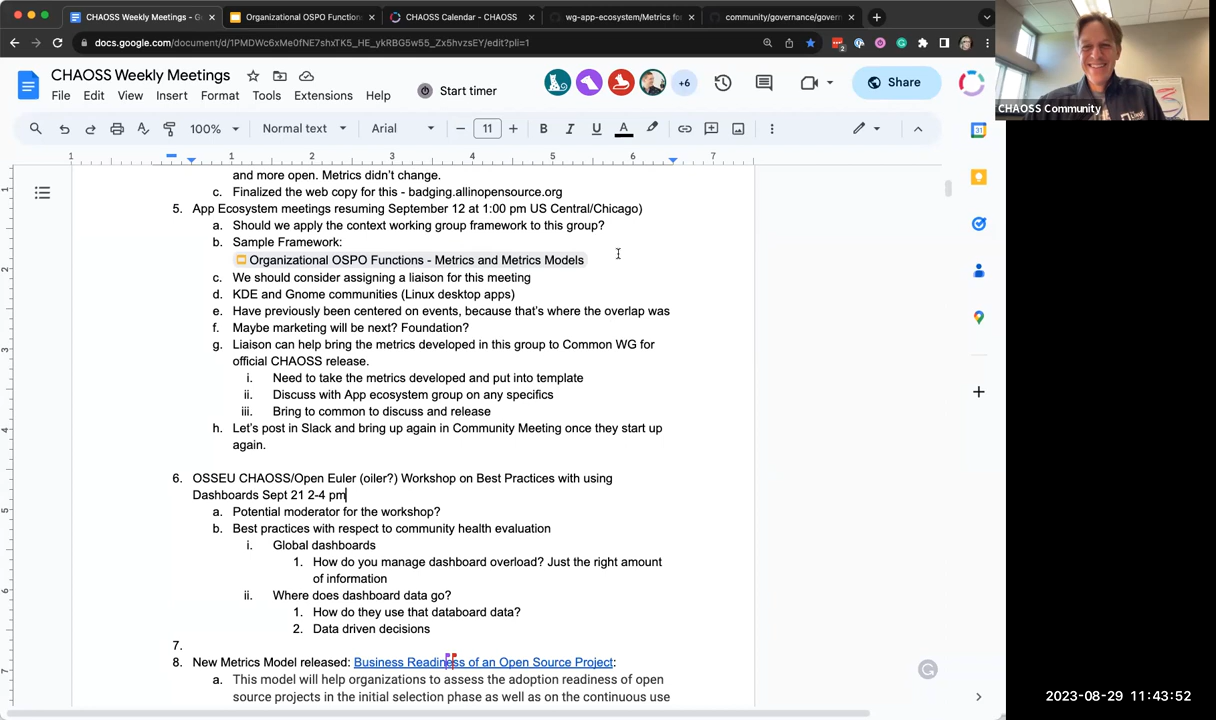 CHAOSS Weekly Meetings - G
Organizational OSPO Function
CHAOSS Calendar - CHAOSS
wg-app-ecosystem/Metrics for
community/governance/govern
docs.google.com/document/d/1PMDWc6xMe0fNE7shxTK5_HE_ykRBG5w55_Zx5hvzsEY/edit?pli=1
CHAOSS Weekly Meetings
File Edit View Insert Format Tools Extensions Help
Start timer
+6
Share
CHAOSS Community
100% Normal text Arial 11
1 1 2 3 4 5 6 7
and more open. Metrics didn't change.
c. Finalized the web copy for this - badging.allinopensource.org
5. App Ecosystem meetings resuming September 12 at 1:00 pm US Central/Chicago)
a. Should we apply the context working group framework to this group?
b. Sample Framework:
Organizational OSPO Functions - Metrics and Metrics Models
c. We should consider assigning a liaison for this meeting
d. KDE and Gnome communities (Linux desktop apps)
e. Have previously been centered on events, because that's where the overlap was
f. Maybe marketing will be next? Foundation?
g. Liaison can help bring the metrics developed in this group to Common WG for
official CHAOSS release.
i. Need to take the metrics developed and put into template
ii. Discuss with App ecosystem group on any specifics
iii. Bring to common to discuss and release
h. Let's post in Slack and bring up again in Community Meeting once they start up
again.
6. OSSEU CHAOSS/Open Euler (oiler?) Workshop on Best Practices with using
Dashboards Sept 21 2-4 pm
a. Potential moderator for the workshop?
b. Best practices with respect to community health evaluation
i. Global dashboards
1. How do you manage dashboard overload? Just the right amount
of information
ii. Where does dashboard data go?
1. How do they use that databoard data?
2. Data driven decisions
7.
8. New Metrics Model released: Business Readiness of an Open Source Project:
a. This model will help organizations to assess the adoption readiness of open
source projects in the initial selection phase as well as on the continuous use
2023-08-29 11:43:52